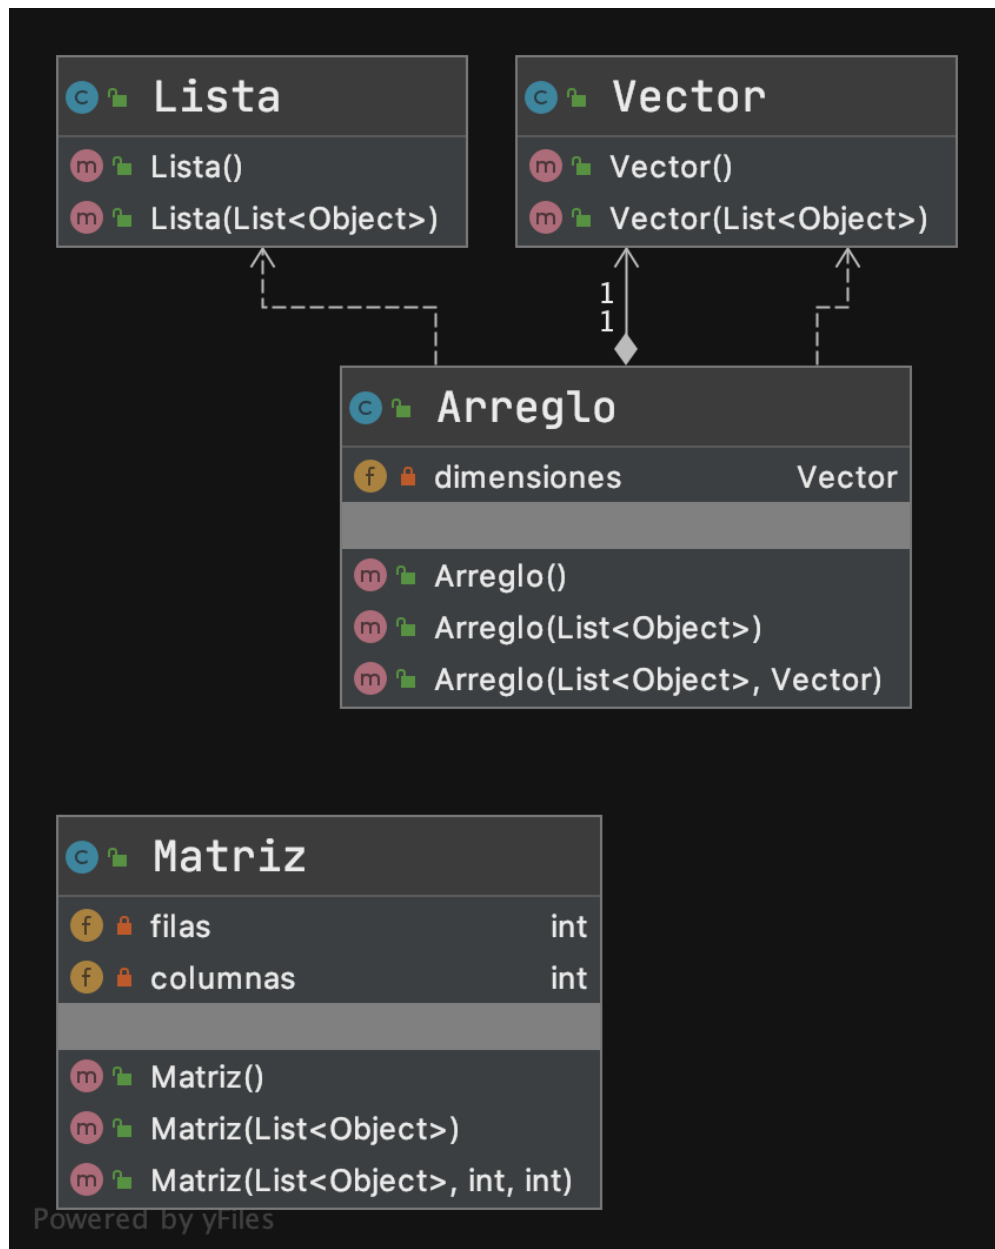 Lista
Lista()
Lista(List<Object>)
Vector
Vector()
Vector(List<Object>)
1
1
Arreglo
dimensiones Vector
Arreglo()
Arreglo(List<Object>)
Arreglo(List<Object>, Vector)
Matriz
filas int
columnas int
Matriz()
Matriz(List<Object>)
Matriz(List<Object>, int, int)
Powered by yFiles